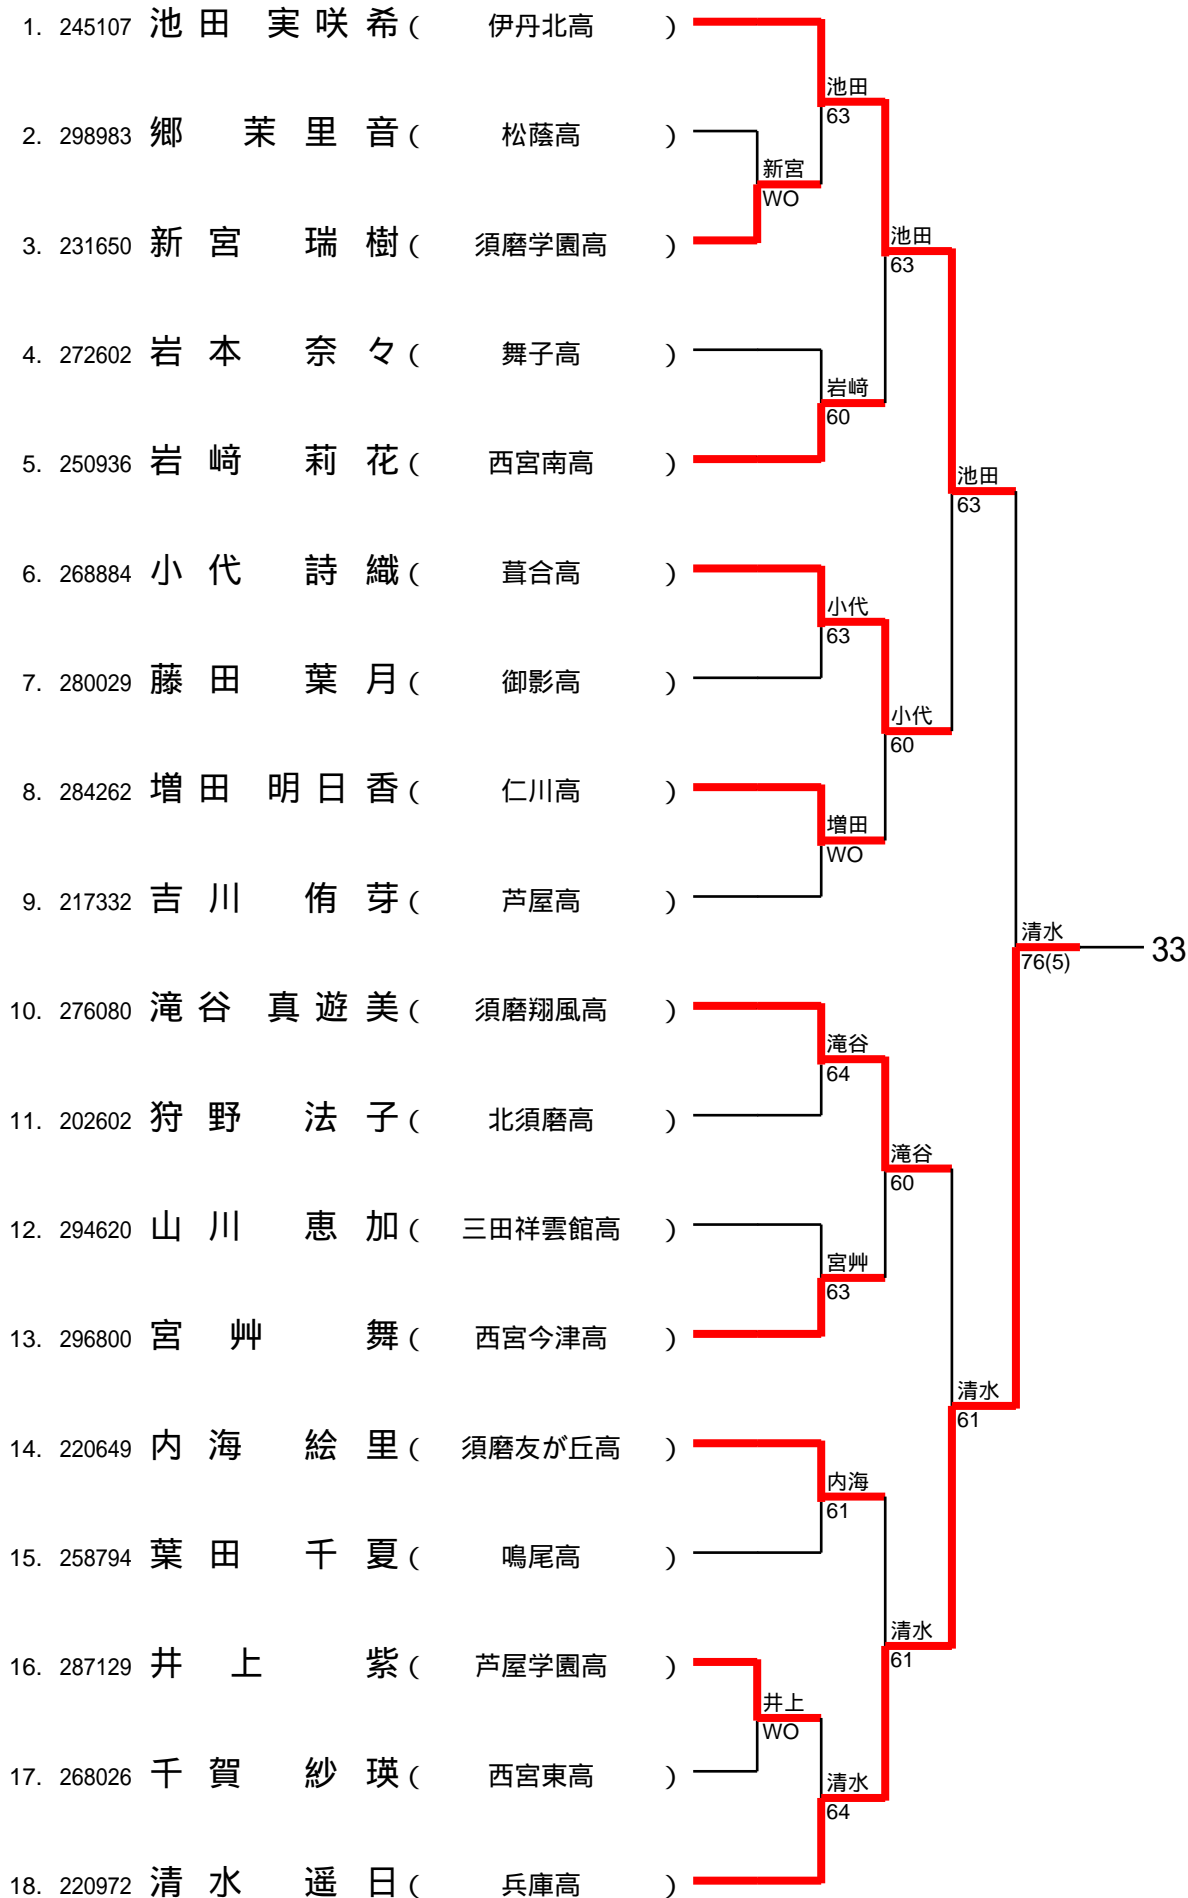 1. 245107 池田 実咲希 ( 伊丹北高 )
池田
63
2. 298983 郷 茉里音 ( 松蔭高 )
新宮
WO
3. 231650 新宮 瑞樹 ( 須磨学園高 )
池田
63
4. 272602 岩本 奈々 ( 舞子高 )
岩﨑
60
5. 250936 岩﨑 莉花 ( 西宮南高 )
池田
63
6. 268884 小代 詩織 ( 葺合高 )
小代
63
7. 280029 藤田 葉月 ( 御影高 )
小代
60
8. 284262 増田 明日香 ( 仁川高 )
増田
WO
9. 217332 吉川 侑芽 ( 芦屋高 )
清水
76(5)
33
10. 276080 滝谷 真遊美 ( 須磨翔風高 )
滝谷
64
11. 202602 狩野 法子 ( 北須磨高 )
滝谷
60
12. 294620 山川 恵加 ( 三田祥雲館高 )
宮艸
63
13. 296800 宮艸 舞 ( 西宮今津高 )
清水
61
14. 220649 内海 絵里 ( 須磨友が丘高 )
内海
61
15. 258794 葉田 千夏 ( 鳴尾高 )
清水
61
16. 287129 井上 紫 ( 芦屋学園高 )
井上
WO
17. 268026 千賀 紗瑛 ( 西宮東高 )
清水
64
18. 220972 清水 遥日 ( 兵庫高 )